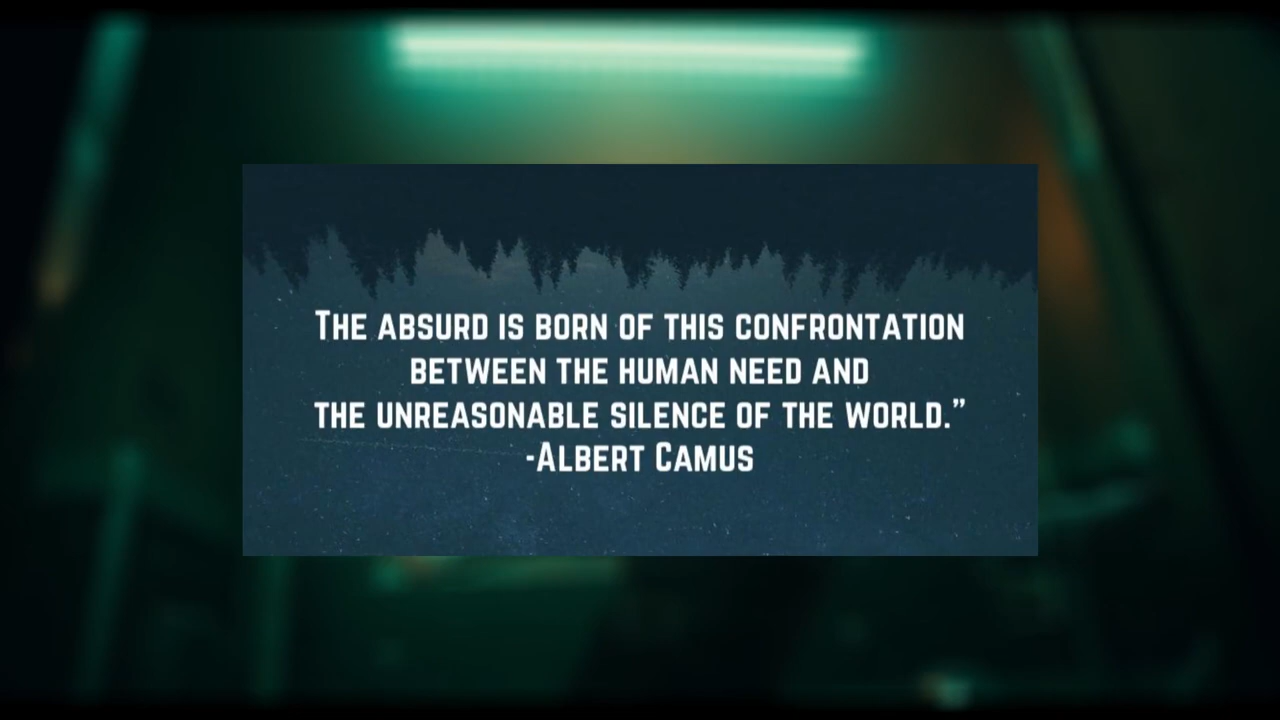 The absurd is born of this confrontation
between the human need and
the unreasonable silence of the world.”
-Albert Camus